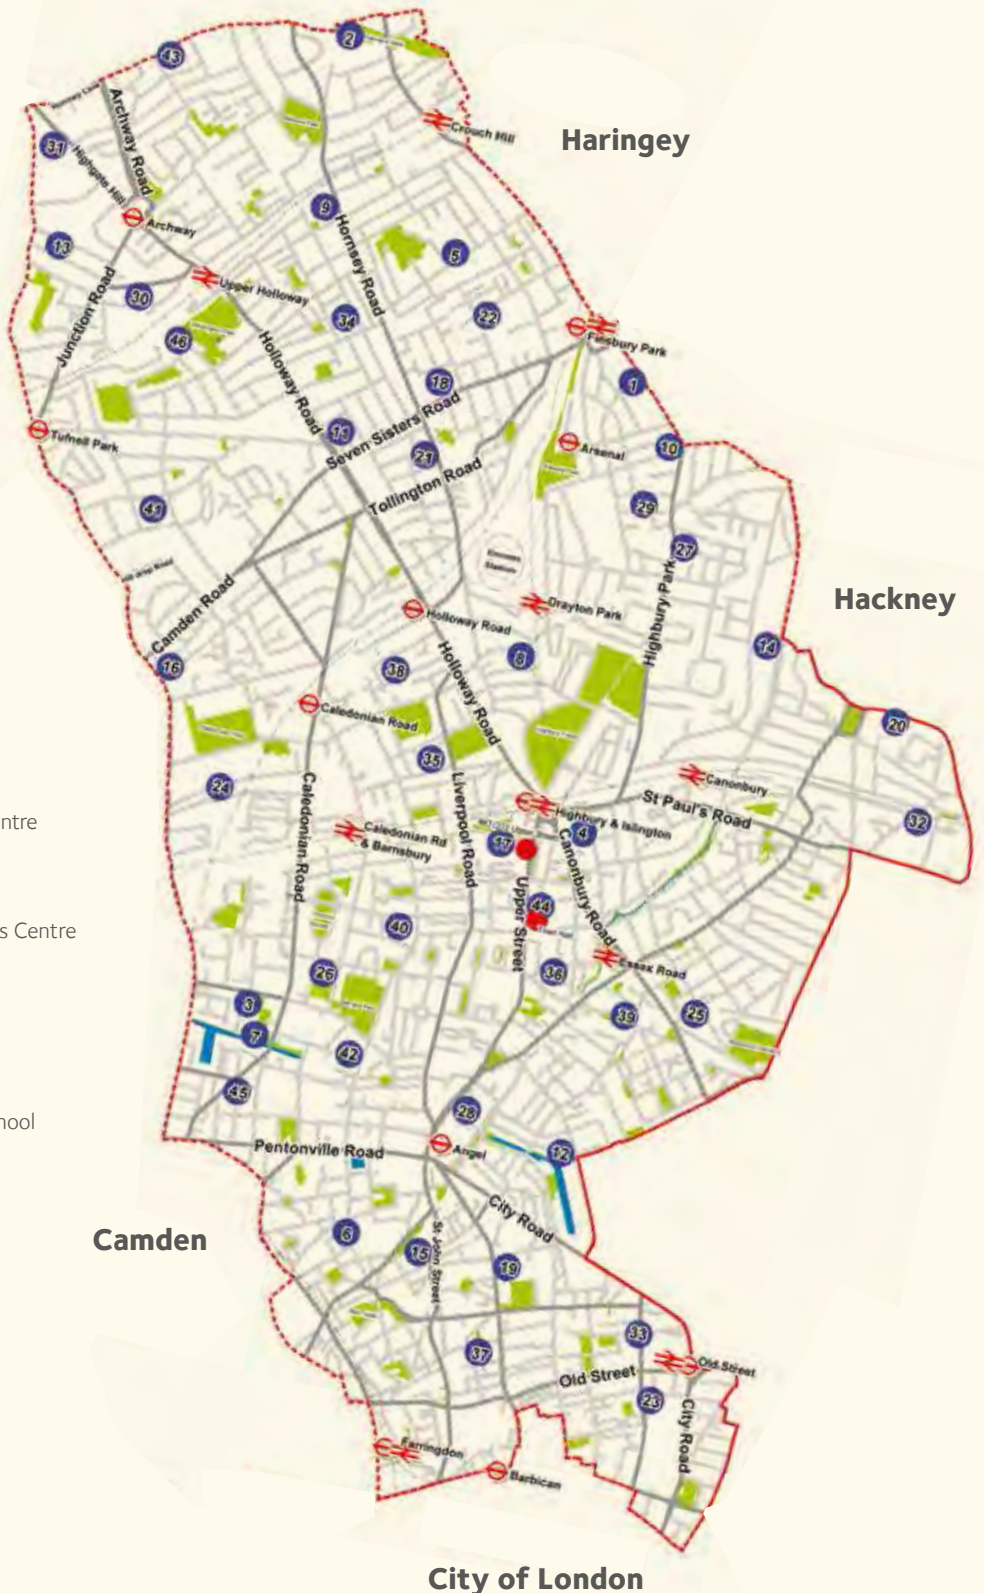 2
43
Crouch Hill
Haringey
31
Archway Road
Highgate Hill
Archway
9
Hornsey Road
5
13
Upper Holloway
30
Junction Road
34
22
46
Holloway Road
Finsbury Park
1
18
Seven Sisters Road
11
Tufnell Park
Arsenal
10
21
Tollington Road
41
29
27
Stadium
Hackney
Camden Road
Holloway Road
Drayton Park
Highbury Park
14
16
38
Holloway Road
8
Caledonian Road
20
35
24
Canonbury
Caledonian Road
Liverpool Road
St Paul's Road
Highbury & Islington
32
ntre
Caledonian Rd
& Barnsbury
17
4
Canonbury Road
Upper Street
44
40
s Centre
36
Essex Road
26
3
39
25
7
42
45
28
hool
Pentonville Road
Angel
12
City Road
Camden
6
15
St John Street
19
33
37
Old Street
Old Street
23
City Road
Farringdon
Barbican
City of London